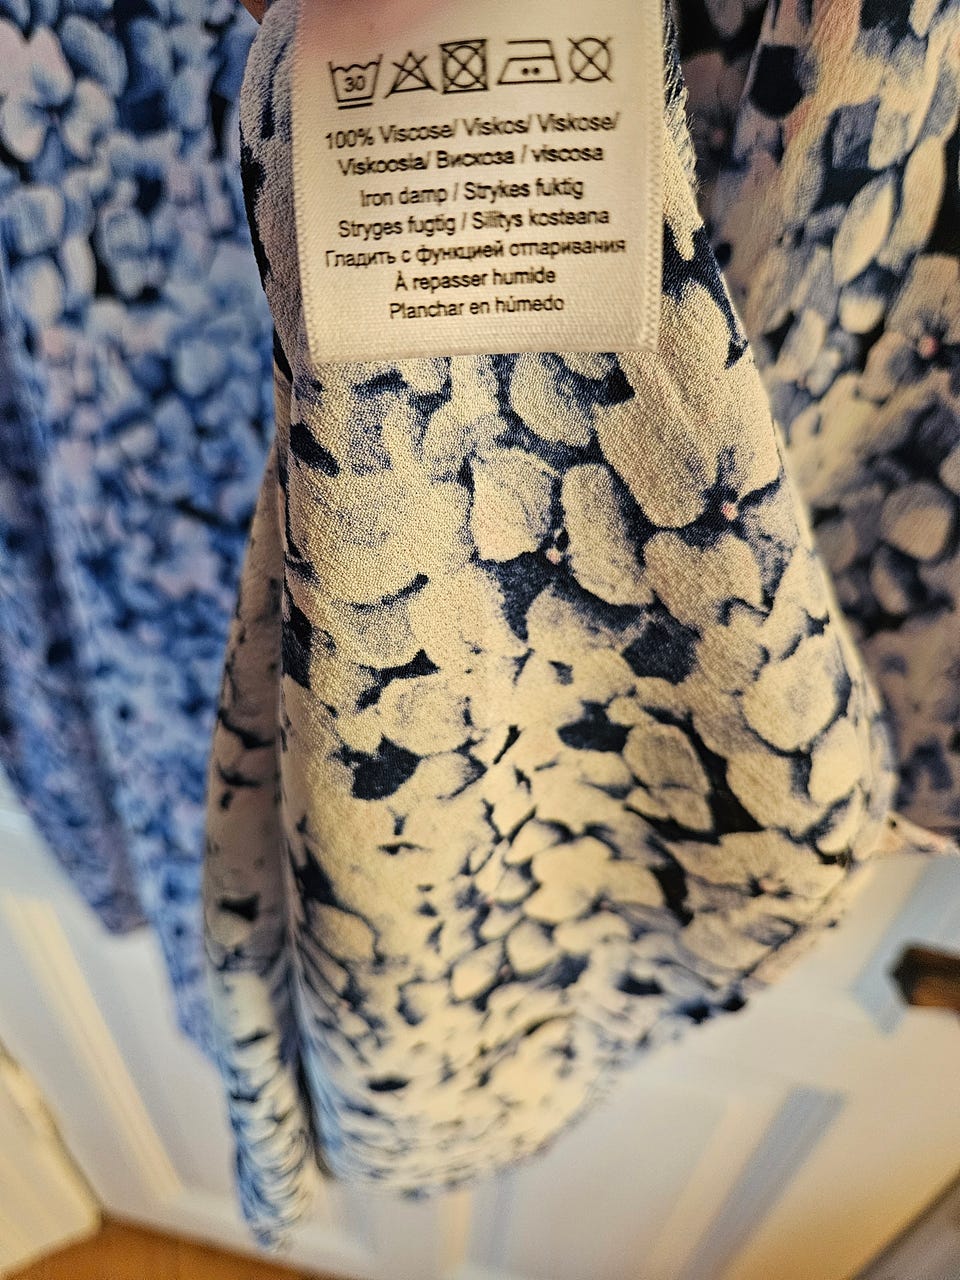 30
100% Viscose/ Viskos/ Viskose/
Viskoosia/ Вискоза / viscosa
Iron damp / Strykes fuktig
Stryges fugtig / Silitys kosteana
Гладить с функцией отпаривания
À repasser humide
Planchar en húmedo